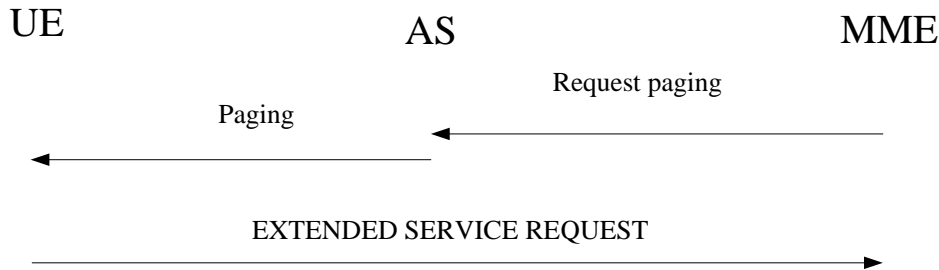 UE
AS
MME
Request paging
Paging
EXTENDED SERVICE REQUEST